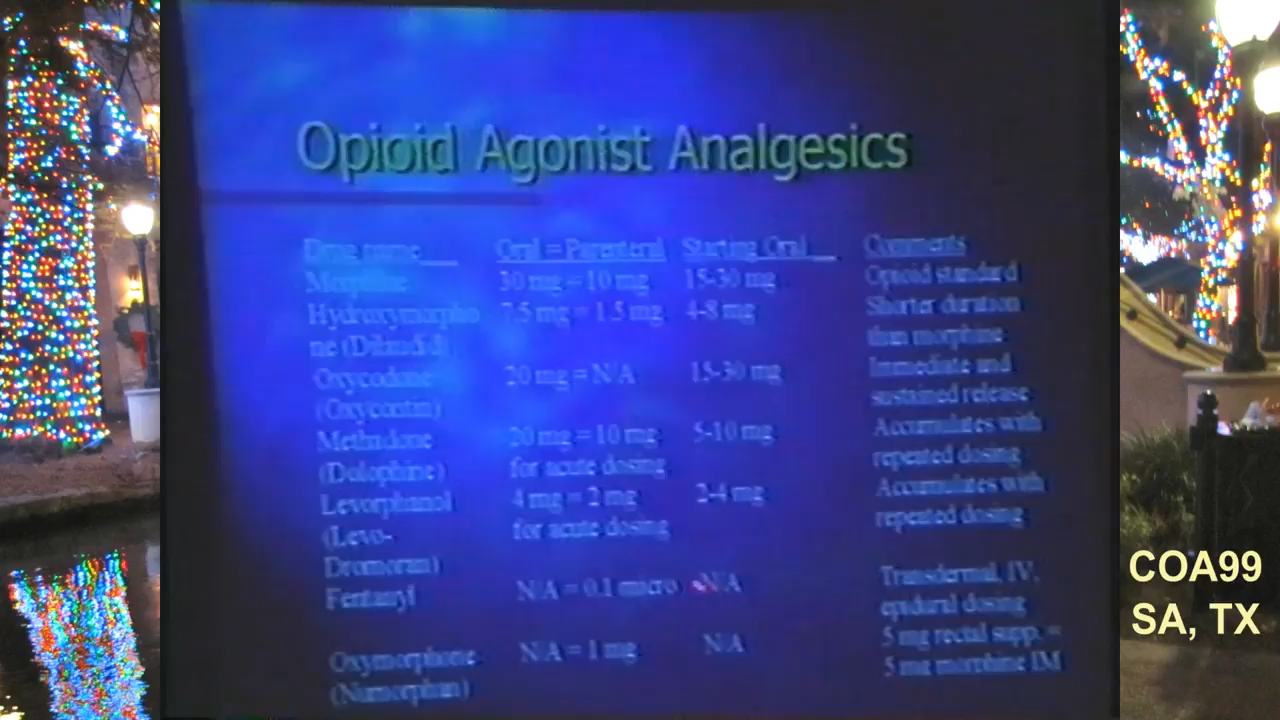 Opioid Agonist Analgesics
Drug name Oral = Parenteral Starting Oral Comments
Morphine 30 mg = 10 mg 15-30 mg Opioid standard
Hydroxymorpho 7.5 mg = 1.5 mg 4-8 mg Shorter duration
ne (Dilaudid) than morphine
Oxycodone 20 mg = N/A 15-30 mg Immediate and
(Oxycontin) sustained release
Methadone 20 mg = 10 mg 5-10 mg Accumulates with
(Dolophine) for acute dosing repeated dosing
Levorphanol 4 mg = 2 mg 2-4 mg Accumulates with
(Levo- for acute dosing repeated dosing
Dromoran)
Fentanyl N/A = 0.1 micro N/A Transdermal, IV,
epidural dosing
Oxymorphone N/A = 1 mg N/A 5 mg rectal supp. =
(Numorphan) 5 mg morphine IM
COA99
SA, TX